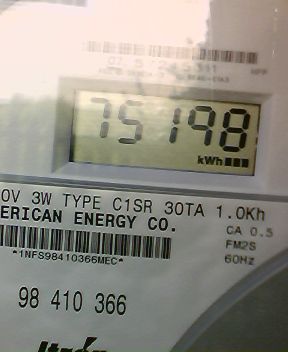 75198
kWh
0V 3W TYPE C1SR 30TA 1.0Kh
ERICAN ENERGY CO.
CA 0.5
FM2S
*1NFS98410366MEC*
60Hz
98 410 366
Itrón